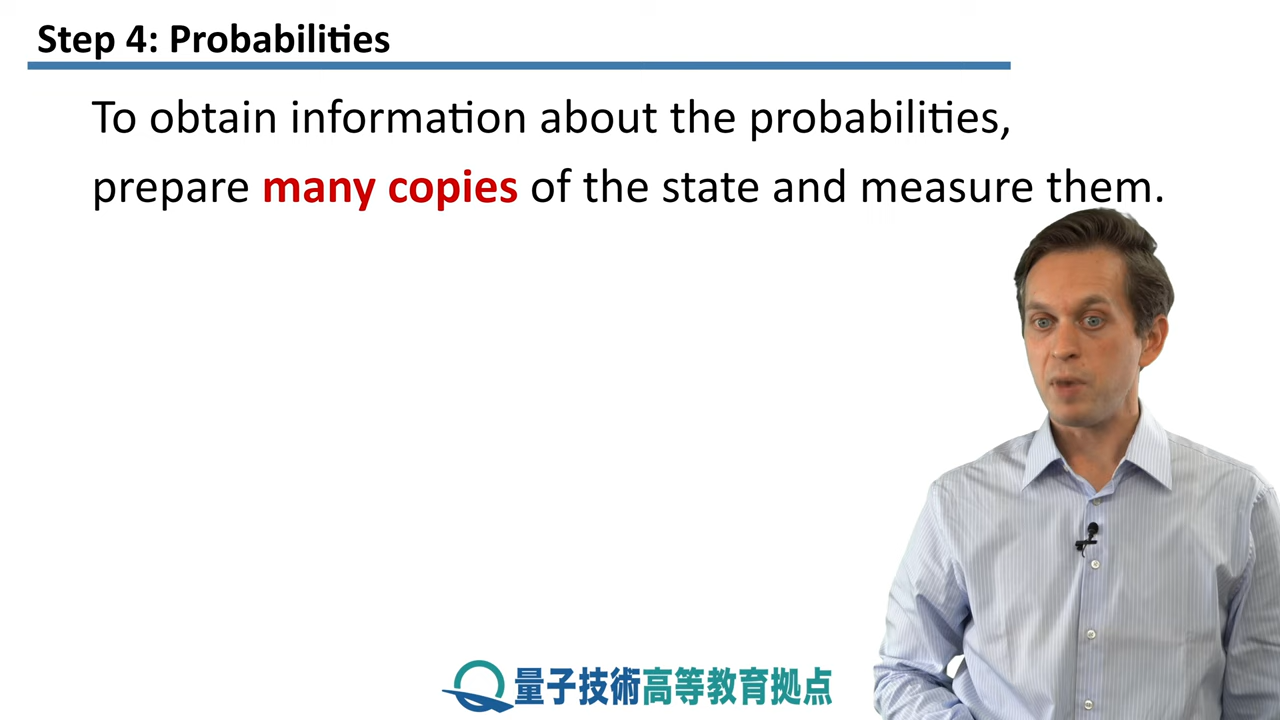 Step 4: Probabilities
To obtain information about the probabilities,
prepare many copies of the state and measure them.
量子技術高等教育拠点